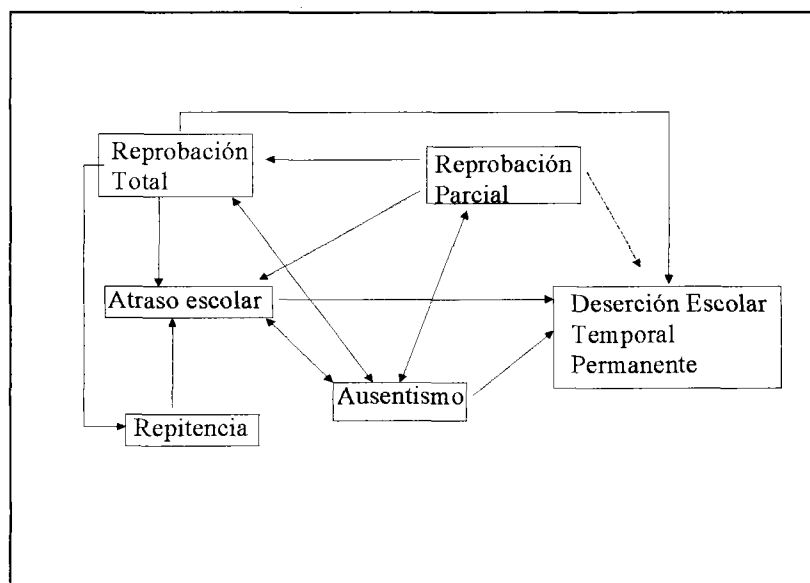 Reprobación
Total
Reprobación
Parcial
Atraso escolar
Deserción Escolar
Temporal
Permanente
Ausentismo
Repitencia